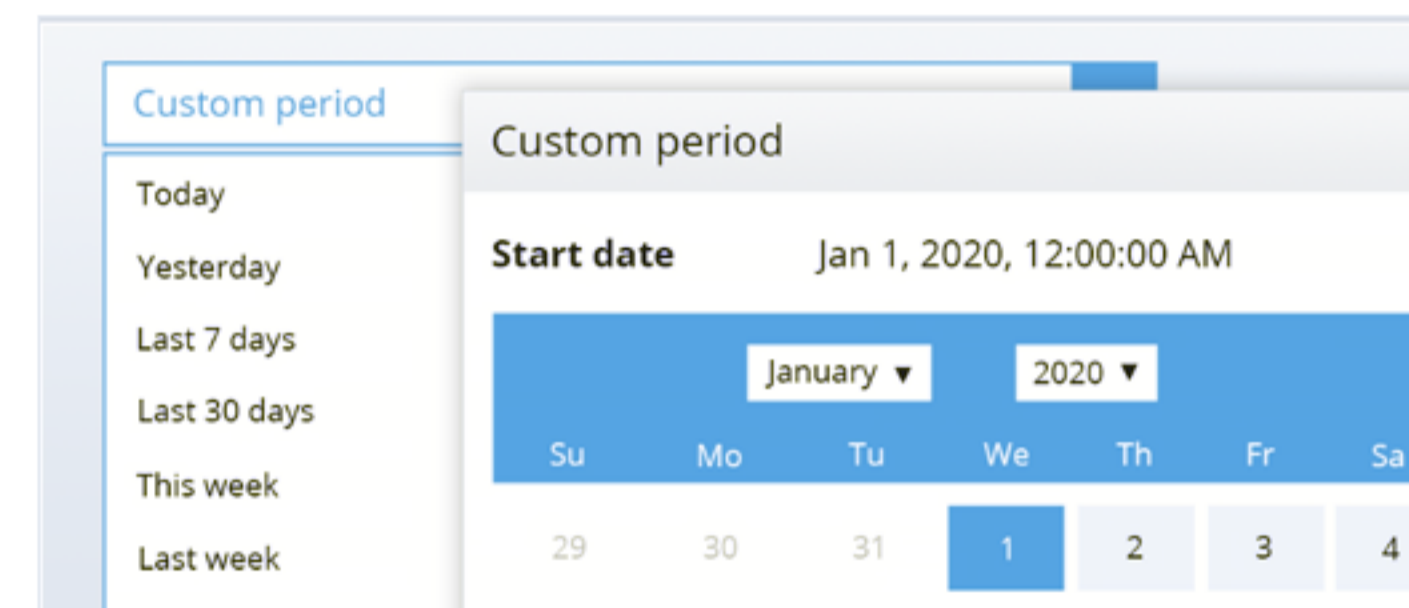 Custom period
Today
Yesterday
Last 7 days
Last 30 days
This week
Last week
Custom period
Start date Jan 1, 2020, 12:00:00 AM
January ▼ 2020 ▼
Su Mo Tu We Th Fr Sa
29 30 31 1 2 3 4